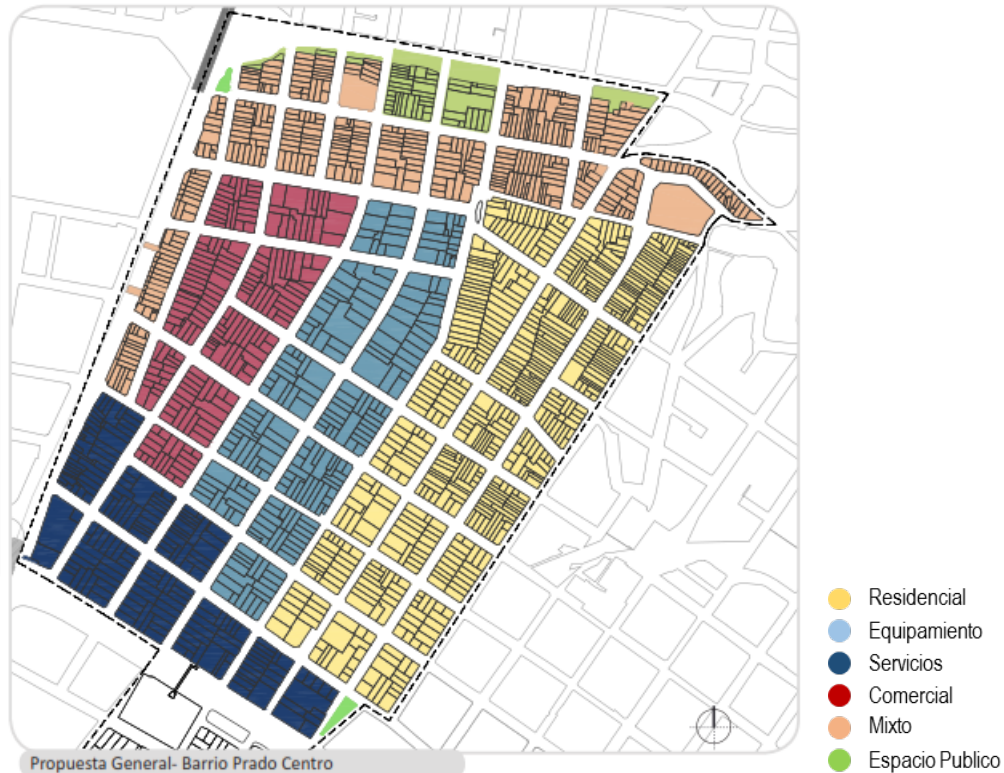 Residencial
Equipamiento
Servicios
Comercial
Mixto
Espacio Publico
Propuesta General- Barrio Prado Centro